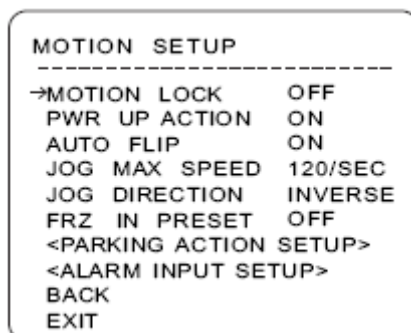 MOTION SETUP
---------------------------
→MOTION LOCK OFF
PWR UP ACTION ON
AUTO FLIP ON
JOG MAX SPEED 120/SEC
JOG DIRECTION INVERSE
FRZ IN PRESET OFF
<PARKING ACTION SETUP>
<ALARM INPUT SETUP>
BACK
EXIT